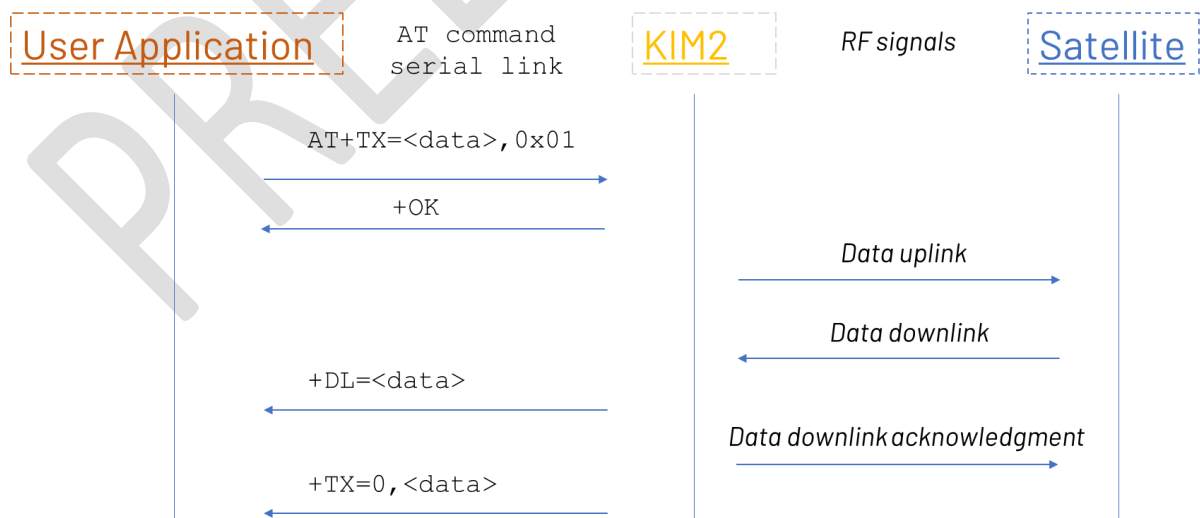 User Application
AT command
serial link
KIM2
RF signals
Satellite
AT+TX=<data>,0x01
+OK
Data uplink
Data downlink
+DL=<data>
Data downlink acknowledgment
+TX=0,<data>